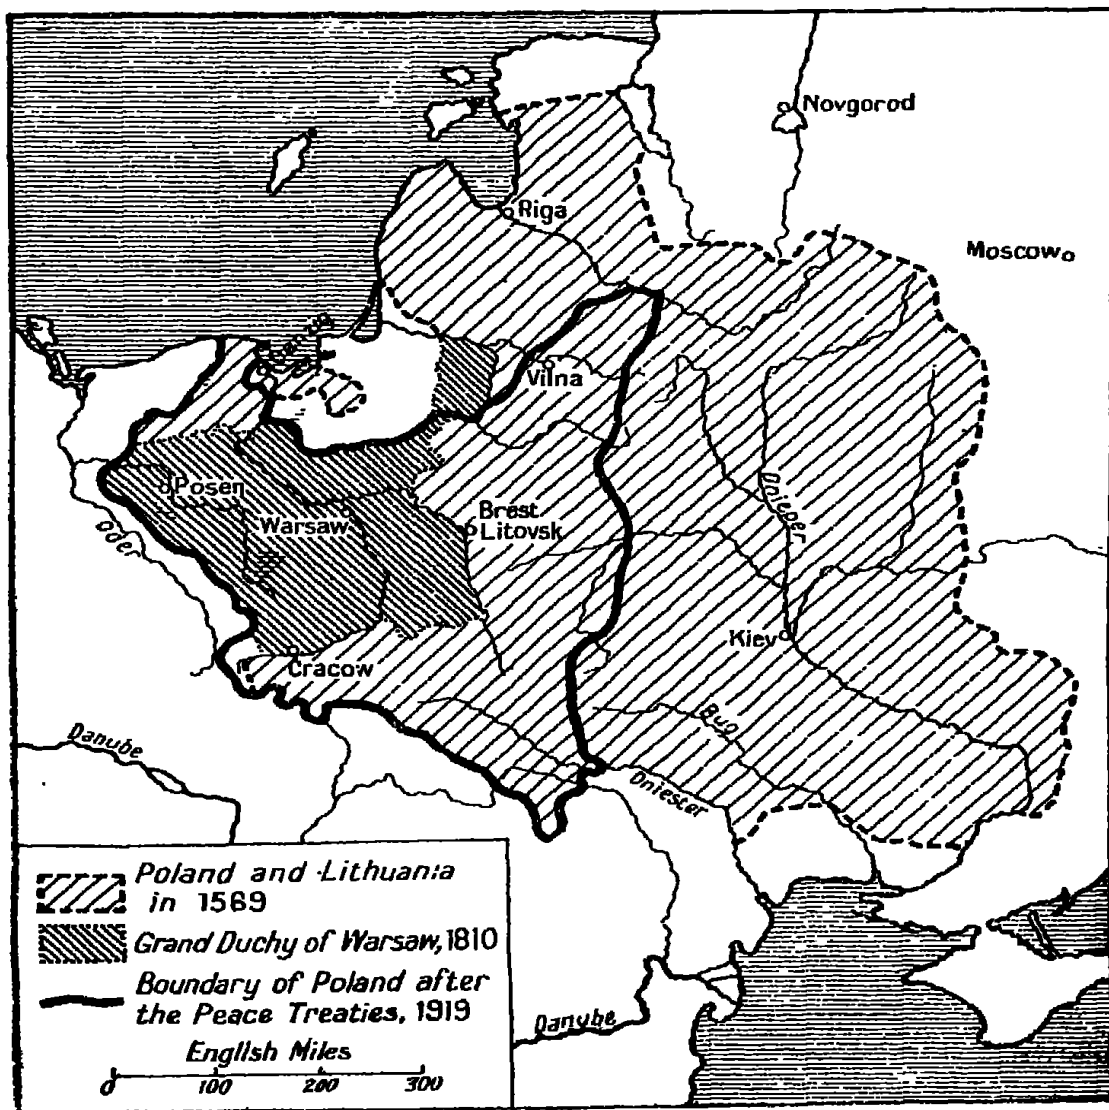 Novgorod
Riga
Moscow
Danzig
Vilna
Posen
Warsaw
Brest
Litovsk
Oder
Dnieper
Cracow
Kiev
Bug
Danube
Dniester
Danube
Poland and Lithuania
in 1569
Grand Duchy of Warsaw, 1810
Boundary of Poland after
the Peace Treaties, 1919
English Miles
0 100 200 300